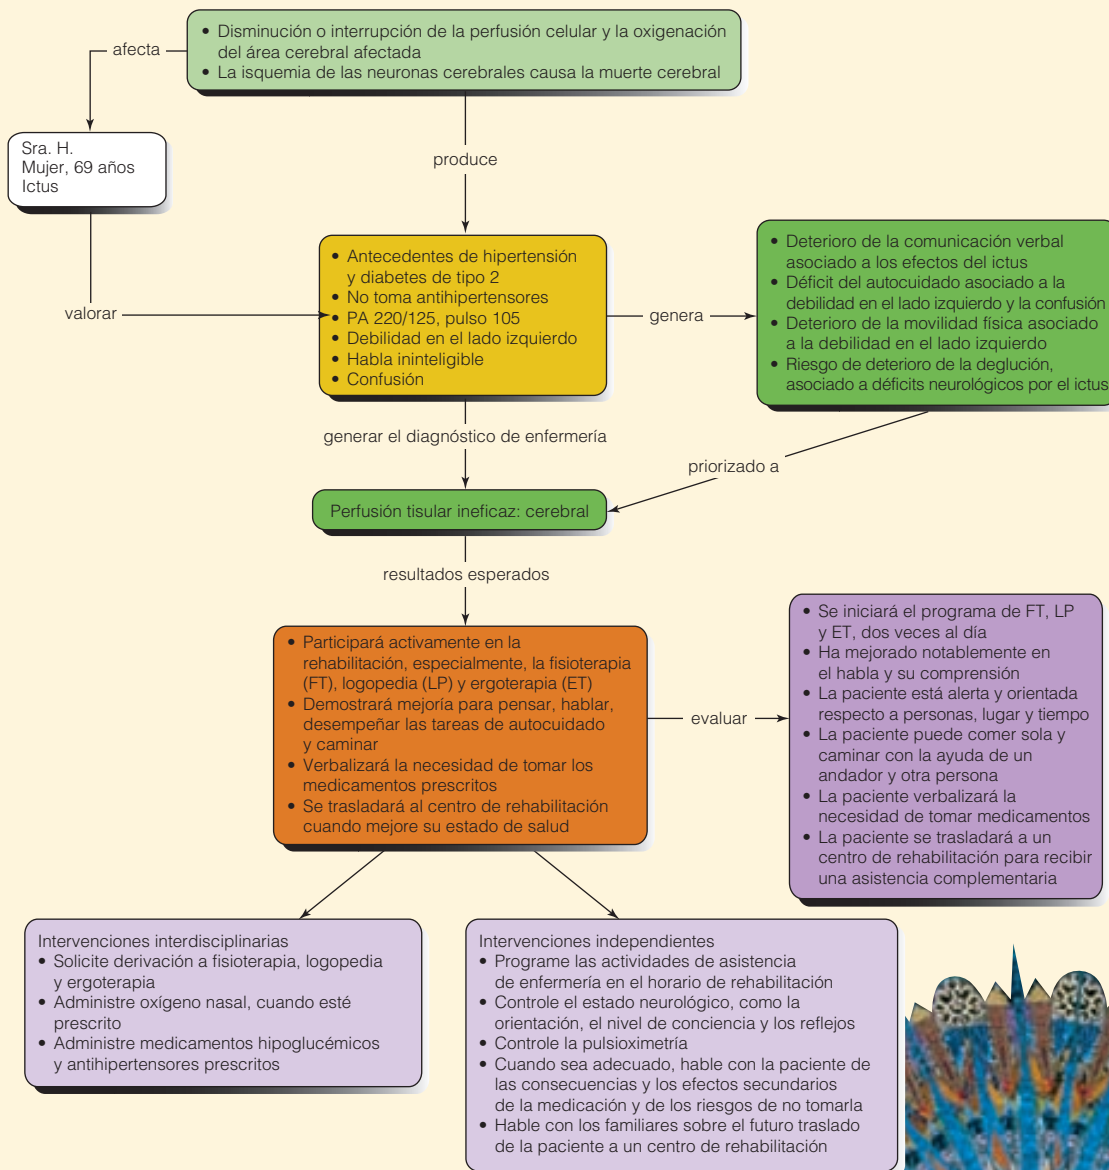 • Disminución o interrupción de la perfusión celular y la oxigenación
del área cerebral afectada
• La isquemia de las neuronas cerebrales causa la muerte cerebral
afecta
Sra. H.
Mujer, 69 años
Ictus
produce
• Antecedentes de hipertensión
y diabetes de tipo 2
• No toma antihipertensores
• PA 220/125, pulso 105
• Debilidad en el lado izquierdo
• Habla ininteligible
• Confusión
valorar
genera
• Deterioro de la comunicación verbal
asociado a los efectos del ictus
• Déficit del autocuidado asociado a la
debilidad en el lado izquierdo y la confusión
• Deterioro de la movilidad física asociado
a la debilidad en el lado izquierdo
• Riesgo de deterioro de la deglución,
asociado a déficits neurológicos por el ictus
generar el diagnóstico de enfermería
priorizado a
Perfusión tisular ineficaz: cerebral
resultados esperados
• Participará activamente en la
rehabilitación, especialmente, la fisioterapia
(FT), logopedia (LP) y ergoterapia (ET)
• Demostrará mejoría para pensar, hablar,
desempeñar las tareas de autocuidado
y caminar
• Verbalizará la necesidad de tomar los
medicamentos prescritos
• Se trasladará al centro de rehabilitación
cuando mejore su estado de salud
evaluar
• Se iniciará el programa de FT, LP
y ET, dos veces al día
• Ha mejorado notablemente en
el habla y su comprensión
• La paciente está alerta y orientada
respecto a personas, lugar y tiempo
• La paciente puede comer sola y
caminar con la ayuda de un
andador y otra persona
• La paciente verbalizará la
necesidad de tomar medicamentos
• La paciente se trasladará a un
centro de rehabilitación para recibir
una asistencia complementaria
Intervenciones interdisciplinarias
• Solicite derivación a fisioterapia, logopedia
y ergoterapia
• Administre oxígeno nasal, cuando esté
prescrito
• Administre medicamentos hipoglucémicos
y antihipertensores prescritos
Intervenciones independientes
• Programe las actividades de asistencia
de enfermería en el horario de rehabilitación
• Controle el estado neurológico, como la
orientación, el nivel de conciencia y los reflejos
• Controle la pulsioximetría
• Cuando sea adecuado, hable con la paciente de
las consecuencias y los efectos secundarios
de la medicación y de los riesgos de no tomarla
• Hable con los familiares sobre el futuro traslado
de la paciente a un centro de rehabilitación